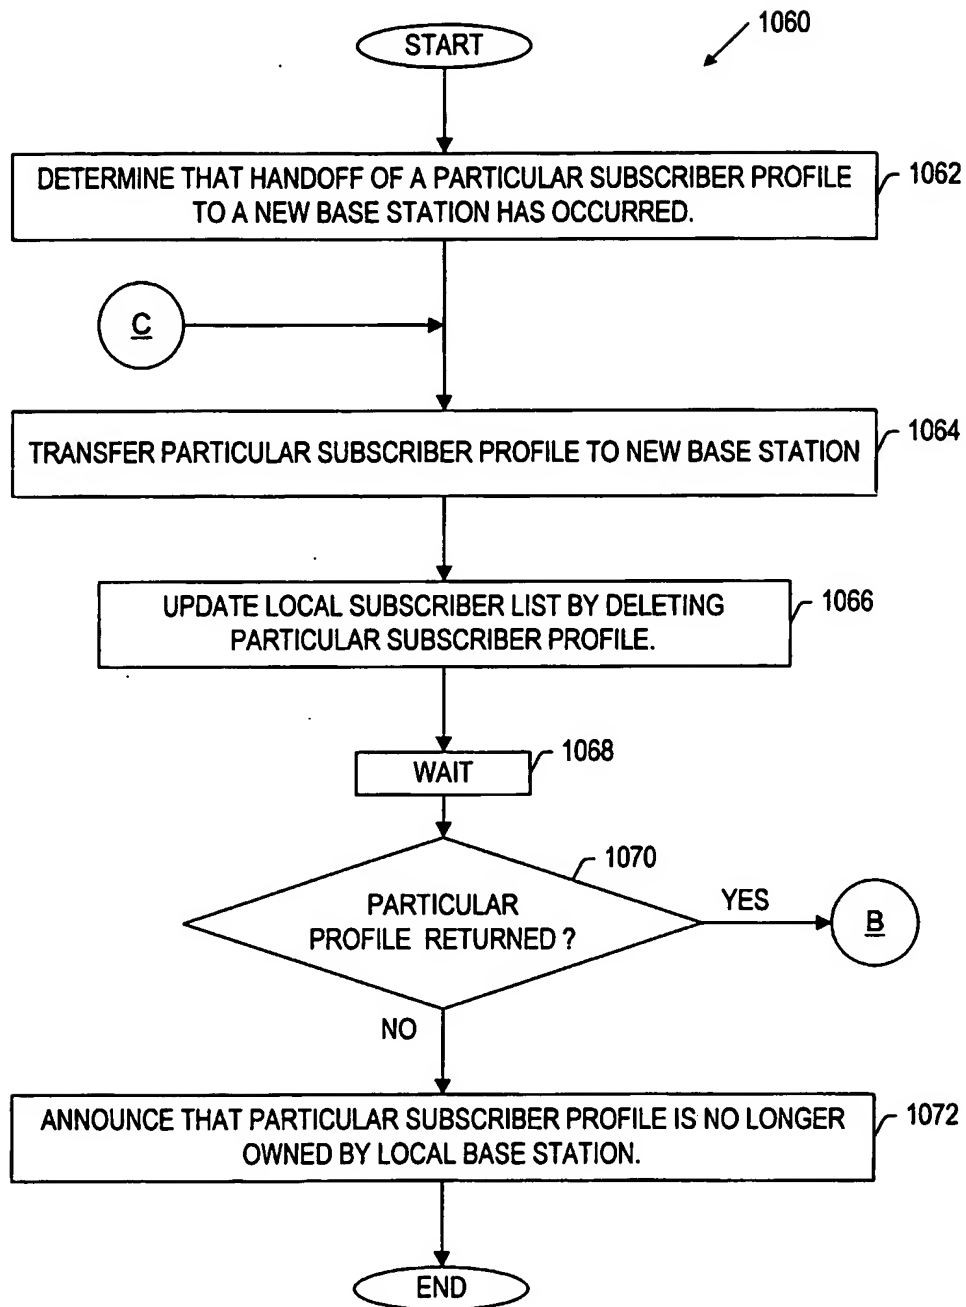 START
1060
DETERMINE THAT HANDOFF OF A PARTICULAR SUBSCRIBER PROFILE
TO A NEW BASE STATION HAS OCCURRED.
1062
C
TRANSFER PARTICULAR SUBSCRIBER PROFILE TO NEW BASE STATION
1064
UPDATE LOCAL SUBSCRIBER LIST BY DELETING
PARTICULAR SUBSCRIBER PROFILE.
1066
WAIT
1068
PARTICULAR
PROFILE RETURNED ?
1070
YES
B
NO
ANNOUNCE THAT PARTICULAR SUBSCRIBER PROFILE IS NO LONGER
OWNED BY LOCAL BASE STATION.
1072
END